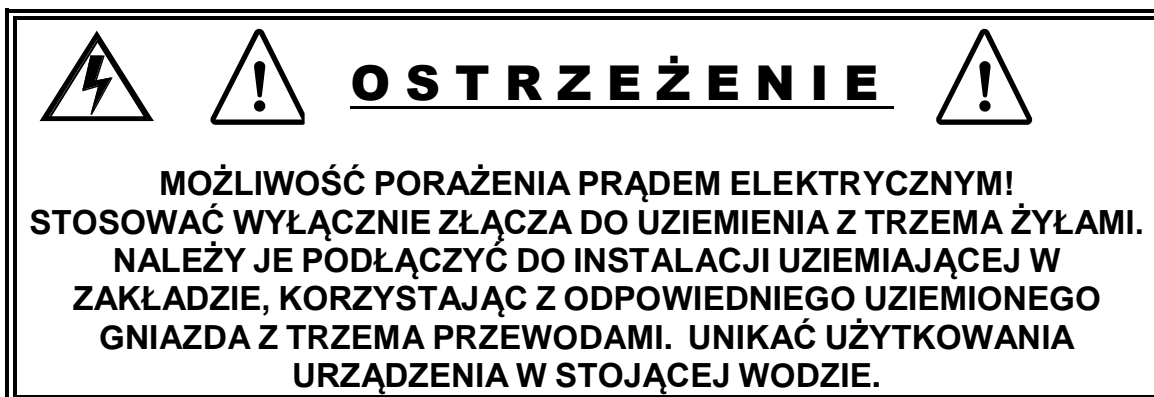 OSTRZEŻENIE
MOŻLIWOŚĆ PORAŻENIA PRĄDEM ELEKTRYCZNYM!
STOSOWAĆ WYŁĄCZNIE ZŁĄCZA DO UZIEMIENIA Z TRZEMA ŻYŁAMI.
NALEŻY JE PODŁĄCZYĆ DO INSTALACJI UZIEMIAJĄCEJ W
ZAKŁADZIE, KORZYSTAJĄC Z ODPOWIEDNIEGO UZIEMIONEGO
GNIAZDA Z TRZEMA PRZEWODAMI. UNIKAĆ UŻYTKOWANIA
URZĄDZENIA W STOJĄCEJ WODZIE.